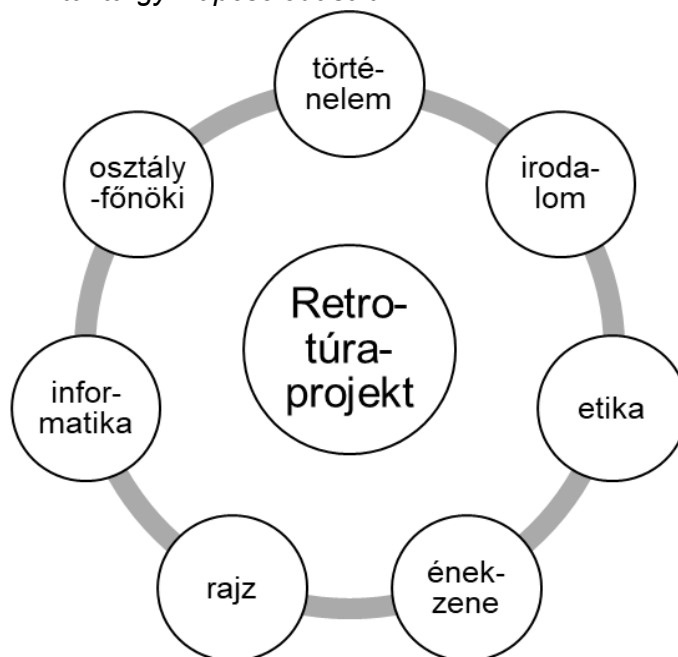 törté-
nelem
osztály
-főnöki
iroda-
lom
Retro-
túra-
projekt
infor-
matika
etika
rajz
ének-
zene